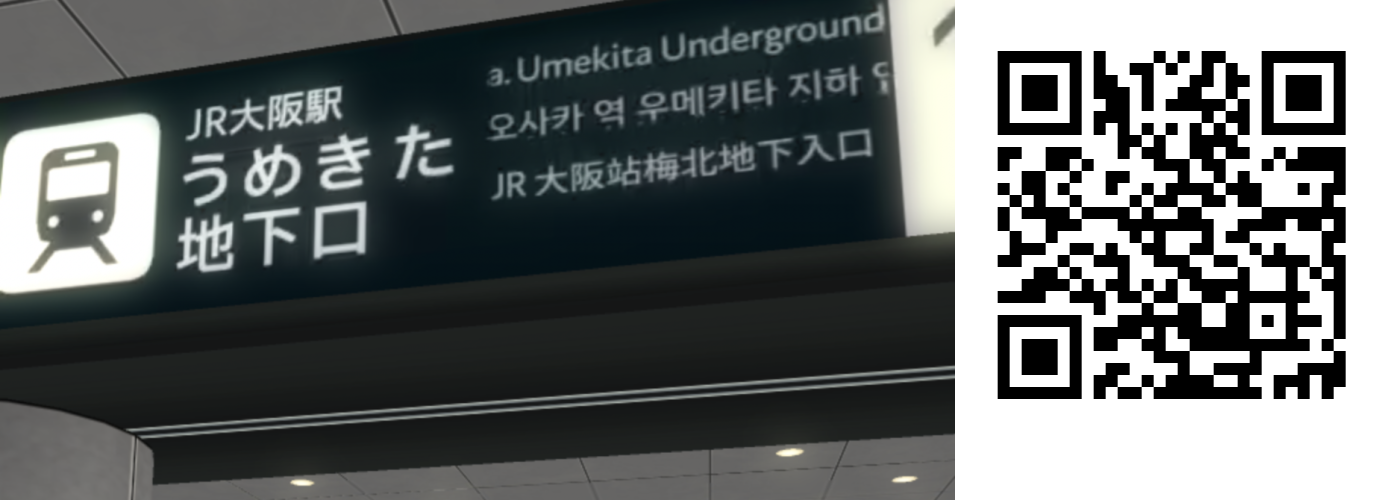 JR大阪駅
うめきた
地下口
a. Umekita Underground
오사카 역 우메키타 지하
JR 大阪站梅北地下入口